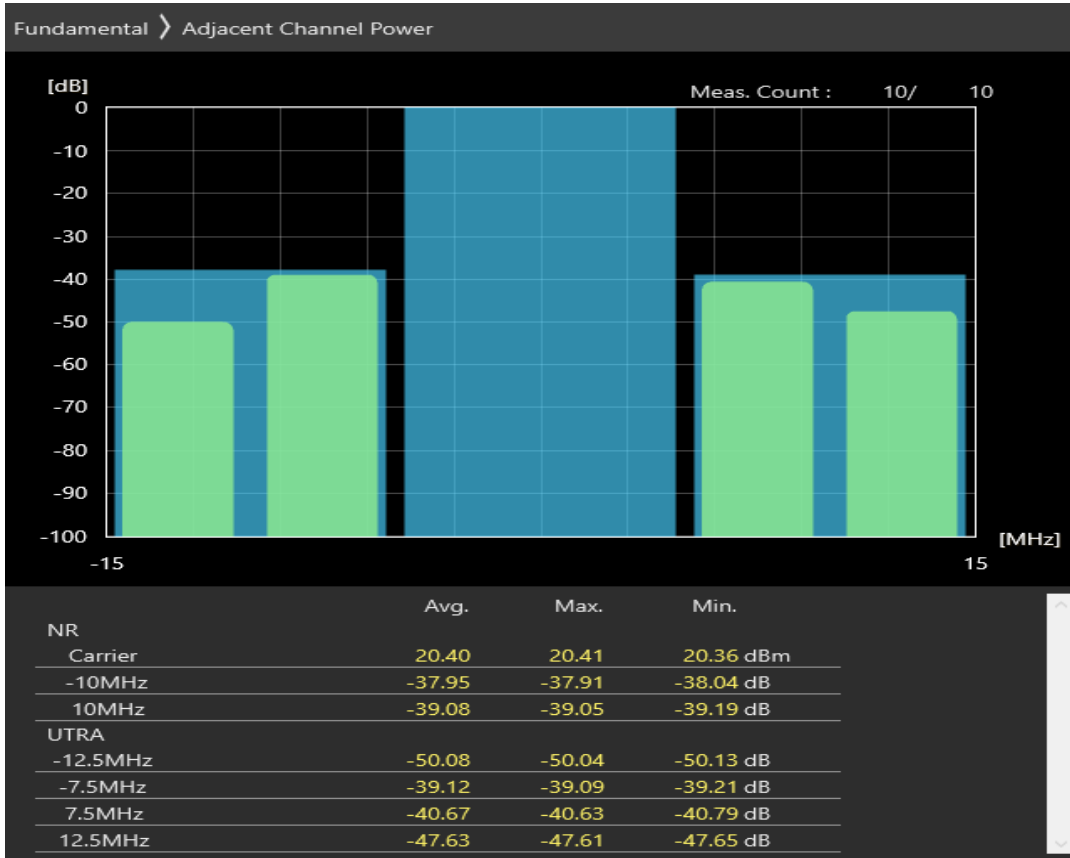 Fundamental ❯ Adjacent Channel Power
[dB]
Meas. Count : 10/ 10
0
-10
-20
-30
-40
-50
-60
-70
-80
-90
-100
[MHz]
-15 15
Avg. Max. Min.
NR
Carrier 20.40 20.41 20.36 dBm
-10MHz -37.95 -37.91 -38.04 dB
10MHz -39.08 -39.05 -39.19 dB
UTRA
-12.5MHz -50.08 -50.04 -50.13 dB
-7.5MHz -39.12 -39.09 -39.21 dB
7.5MHz -40.67 -40.63 -40.79 dB
12.5MHz -47.63 -47.61 -47.65 dB